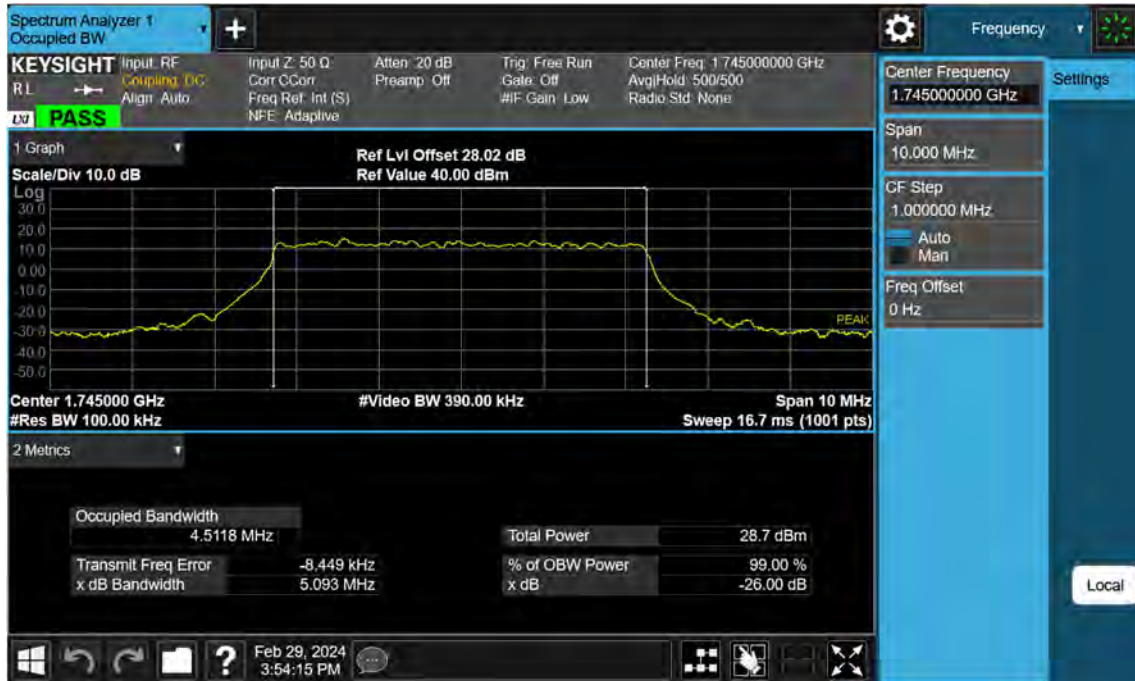 Spectrum Analyzer 1
Occupied BW
+
Frequency
KEYSIGHT
RL
LXI PASS
Input: RF
Coupling: DC
Align: Auto
Input Z: 50 Ω
Corr CCorr
Freq Ref: Int (S)
NFE: Adaptive
Atten: 20 dB
Preamp: Off
Trig: Free Run
Gate: Off
#IF Gain: Low
Center Freq: 1.745000000 GHz
Avg|Hold: 500/500
Radio Std: None
Center Frequency
1.745000000 GHz
Settings
Span
10.000 MHz
CF Step
1.000000 MHz
Auto
Man
Freq Offset
0 Hz
1 Graph
Scale/Div 10.0 dB
Ref Lvl Offset 28.02 dB
Ref Value 40.00 dBm
Log
30.0
20.0
10.0
0.00
-10.0
-20.0
-30.0
-40.0
-50.0
PEAK
Center 1.745000 GHz
#Video BW 390.00 kHz
Span 10 MHz
#Res BW 100.00 kHz
Sweep 16.7 ms (1001 pts)
2 Metrics
Occupied Bandwidth
4.5118 MHz
Total Power 28.7 dBm
Transmit Freq Error -8.449 kHz
% of OBW Power 99.00 %
x dB Bandwidth 5.093 MHz
x dB -26.00 dB
Local
?
Feb 29, 2024
3:54:15 PM